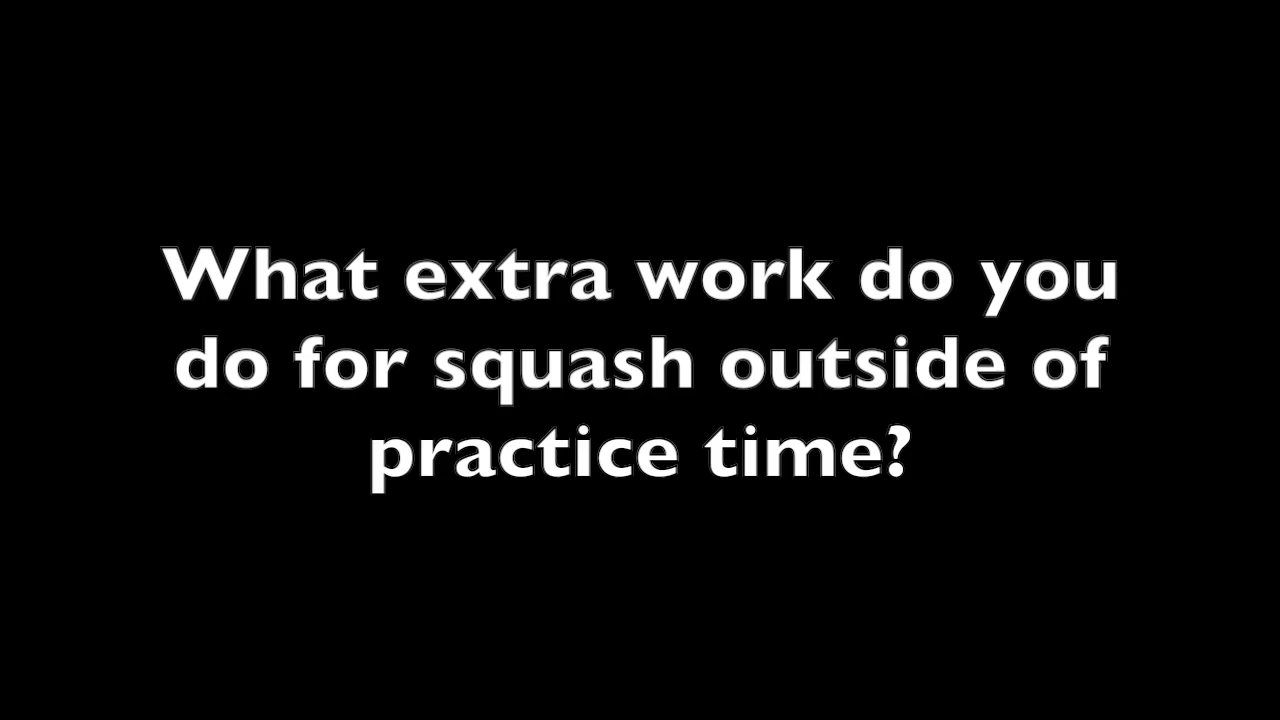 What extra work do you
do for squash outside of
practice time?